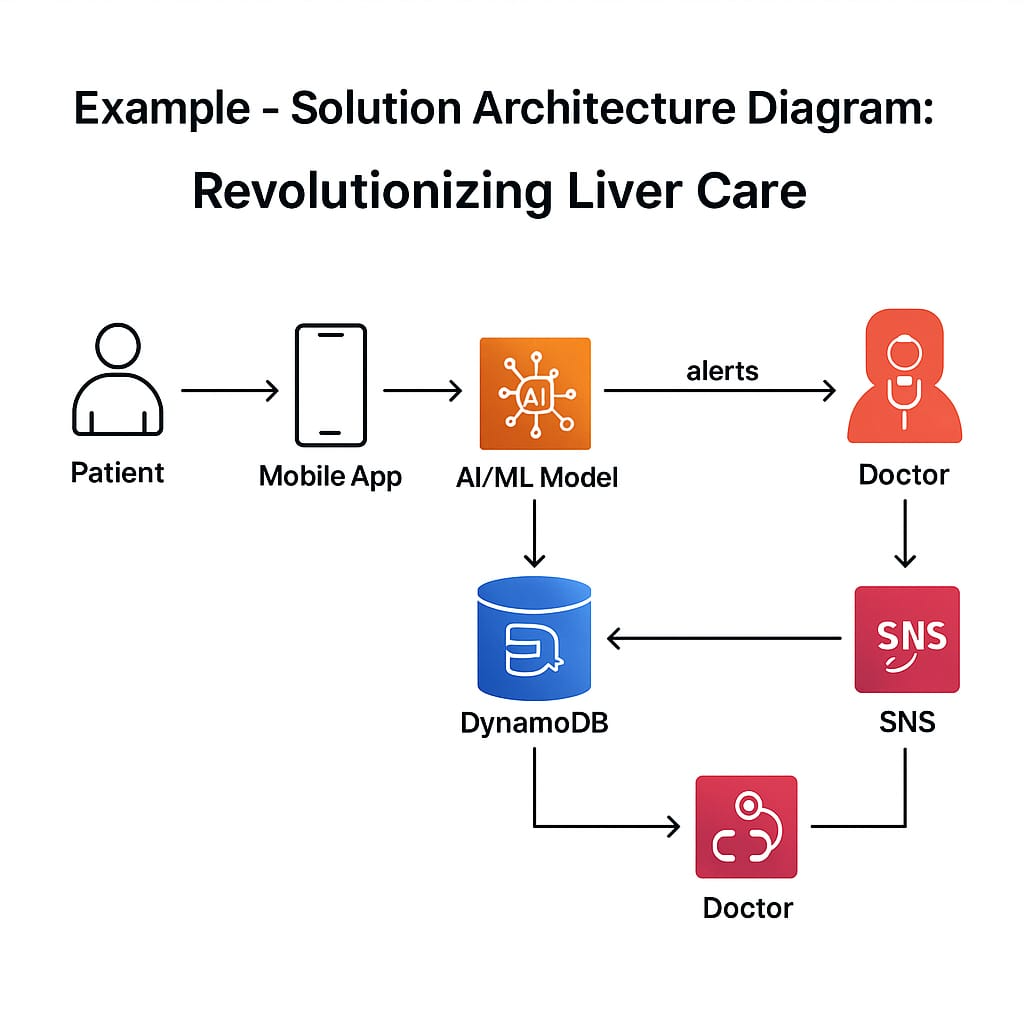 Example - Solution Architecture Diagram:
Revolutionizing Liver Care
AI
alerts
Patient
Mobile App
AI/ML Model
Doctor
SNS
DynamoDB
SNS
Doctor